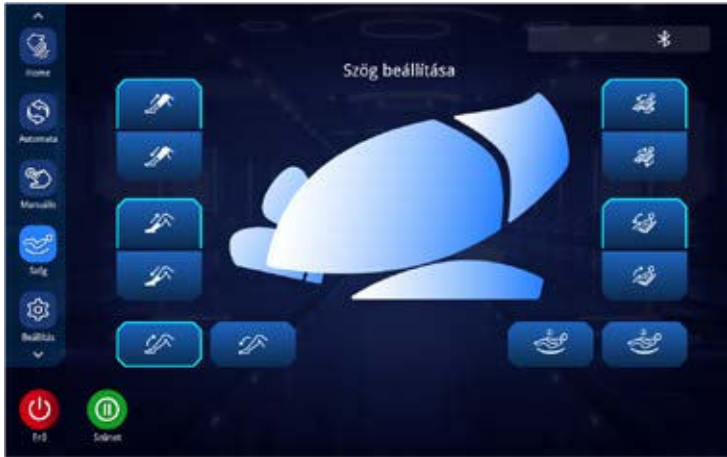 Szög beállítása
Home
Automata
Manuális
Szög
Beállítás
Erő
Szünet